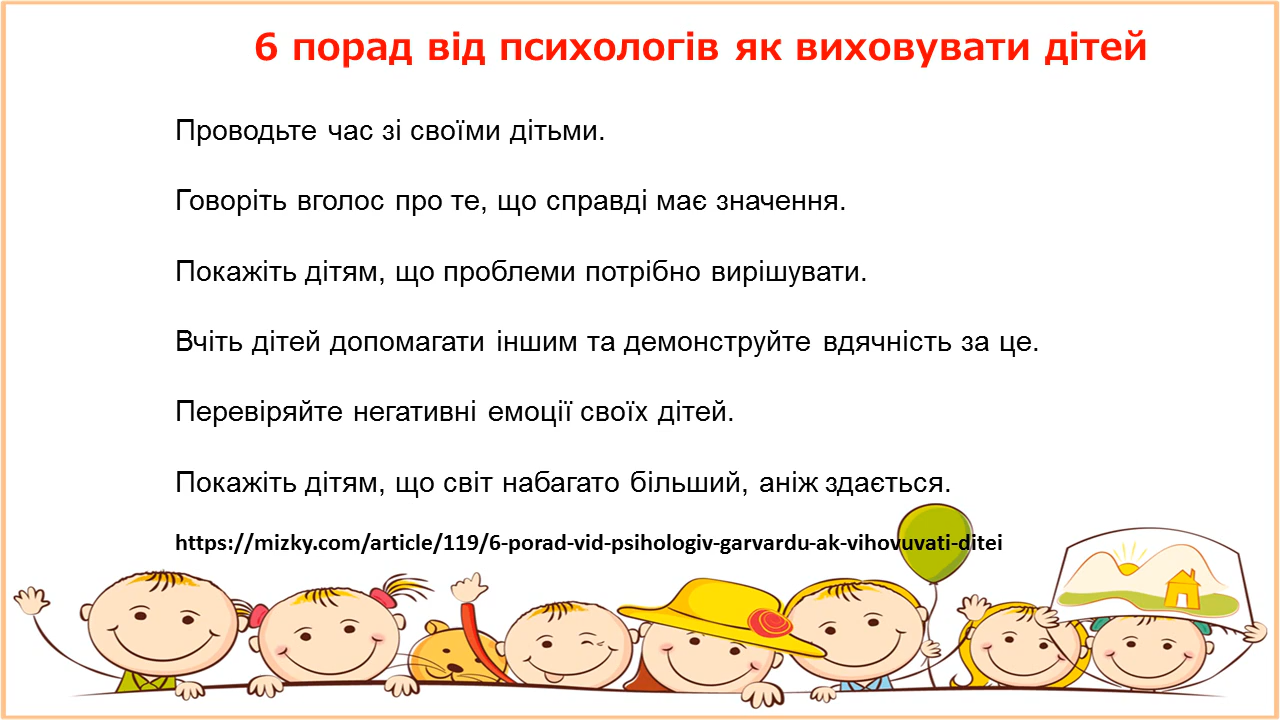 6 порад від психологів як виховувати дітей
Проводьте час зі своїми дітьми.
Говоріть вголос про те, що справді має значення.
Покажіть дітям, що проблеми потрібно вирішувати.
Вчіть дітей допомагати іншим та демонструйте вдячність за це.
Перевіряйте негативні емоції своїх дітей.
Покажіть дітям, що світ набагато більший, аніж здається.
https://mizky.com/article/119/6-porad-vid-psihologiv-garvardu-ak-vihovuvati-ditei